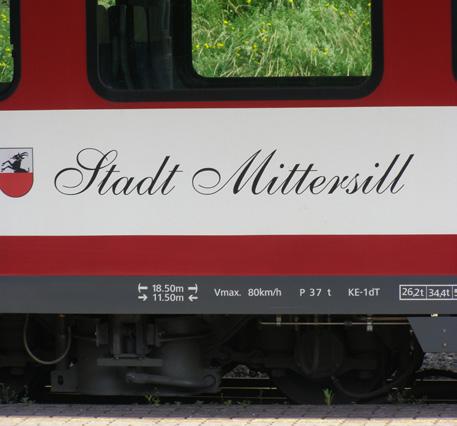 Stadt Mittersill
18.50m
11.50m
Vmax. 80km/h P 37 t KE-1dT 26,2t 34,4t